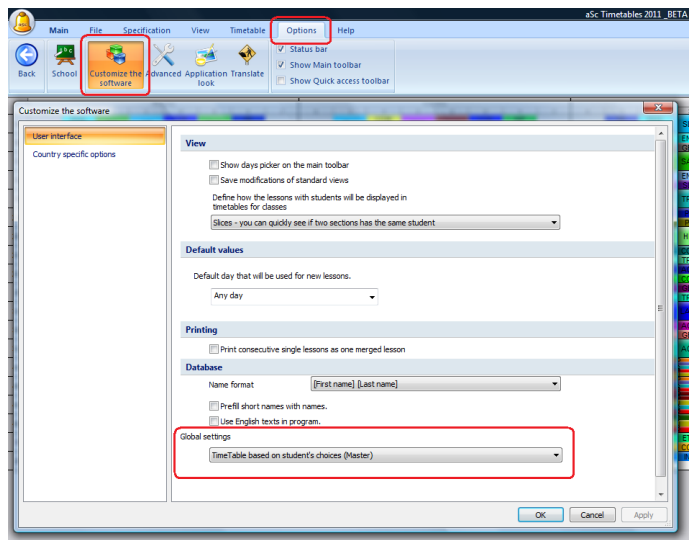 aSc Timetables 2011 _BETA
aSc
Main File Specification View Timetable Options Help
Back
School
Customize the software
Advanced
Application look
Translate
Status bar
Show Main toolbar
Show Quick access toolbar
Customize the software
User interface
Country specific options
View
Show days picker on the main toolbar
Save modifications of standard views
Define how the lessons with students will be displayed in
timetables for classes
Slices - you can quickly see if two sections has the same student
Default values
Default day that will be used for new lessons.
Any day
Printing
Print consecutive single lessons as one merged lesson
Database
Name format [First name] [Last name]
Prefill short names with names.
Use English texts in program.
Global settings
TimeTable based on student's choices (Master)
OK Cancel Apply